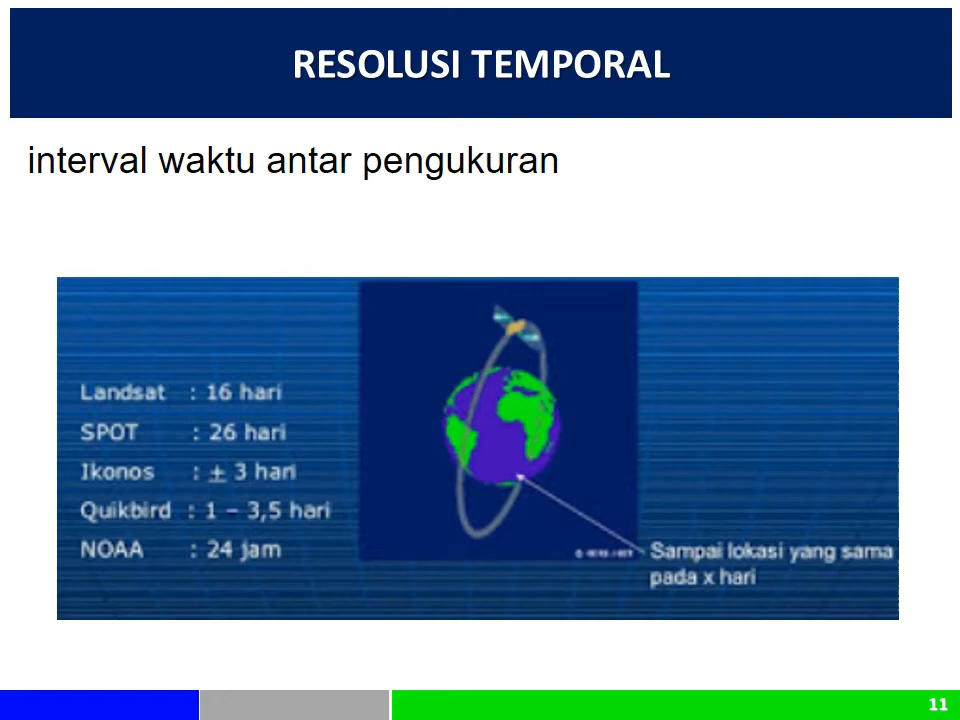 RESOLUSI TEMPORAL
interval waktu antar pengukuran
Landsat : 16 hari
SPOT : 26 hari
Ikonos : ± 3 hari
Quikbird : 1 – 3,5 hari
NOAA : 24 jam
Sampai lokasi yang sama
pada x hari
11